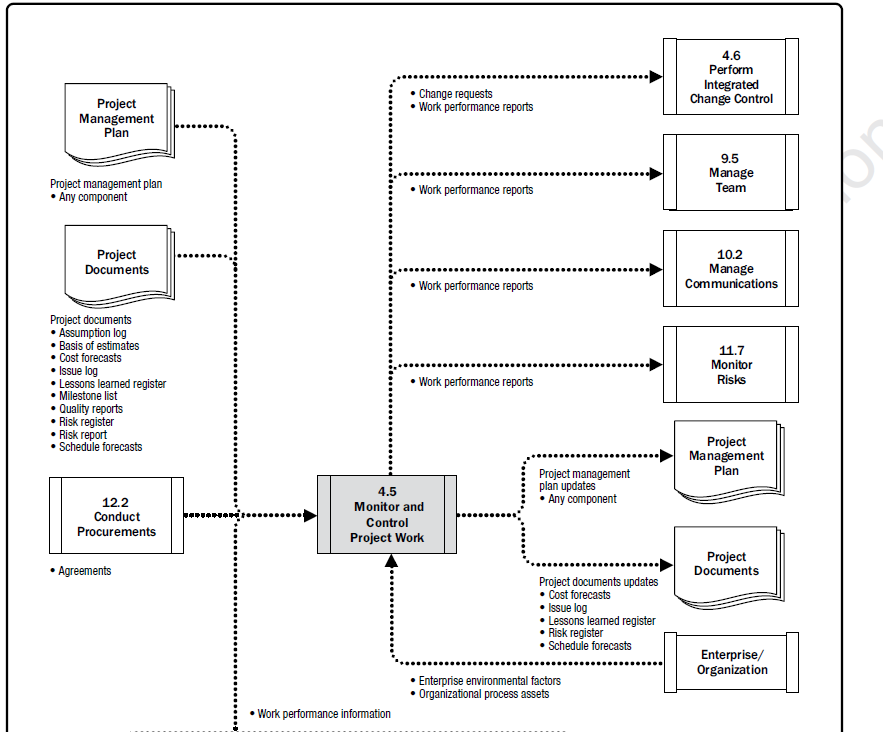 Project
Management
Plan
Project management plan
• Any component
Project
Documents
Project documents
• Assumption log
• Basis of estimates
• Cost forecasts
• Issue log
• Lessons learned register
• Milestone list
• Quality reports
• Risk register
• Risk report
• Schedule forecasts
12.2
Conduct
Procurements
• Agreements
4.5
Monitor and
Control
Project Work
• Change requests
• Work performance reports
4.6
Perform
Integrated
Change Control
• Work performance reports
9.5
Manage
Team
• Work performance reports
10.2
Manage
Communications
• Work performance reports
11.7
Monitor
Risks
Project management
plan updates
• Any component
Project
Management
Plan
Project documents updates
• Cost forecasts
• Issue log
• Lessons learned register
• Risk register
• Schedule forecasts
Project
Documents
Enterprise/
Organization
• Enterprise environmental factors
• Organizational process assets
• Work performance information